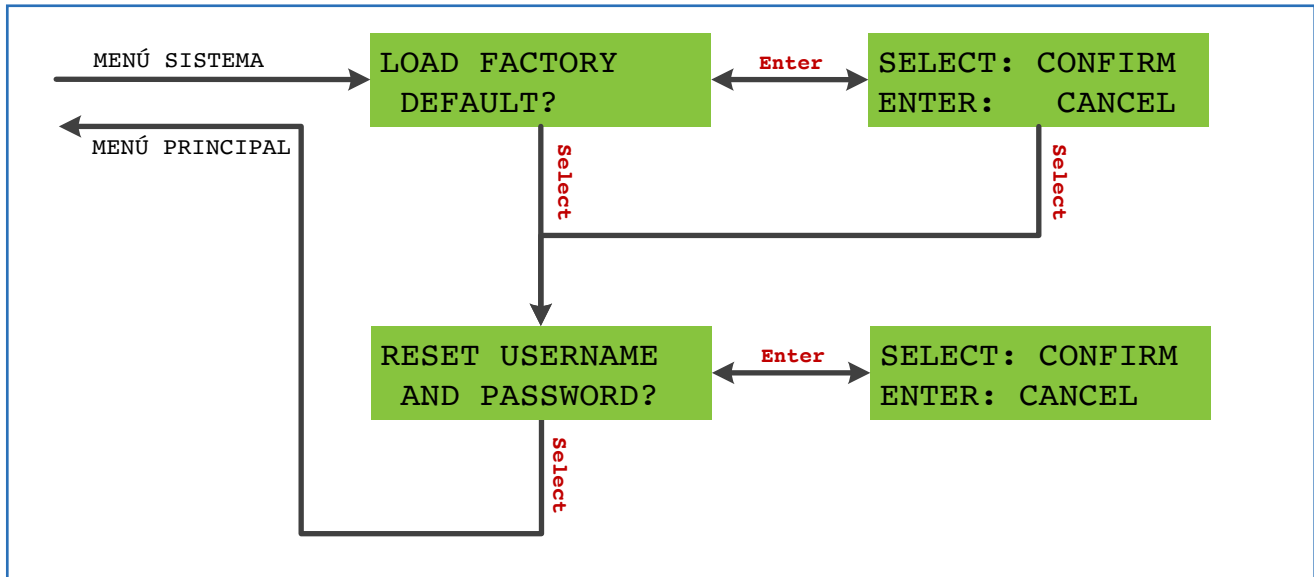 MENÚ SISTEMA
LOAD FACTORY
DEFAULT?
Enter
SELECT: CONFIRM
ENTER: CANCEL
MENÚ PRINCIPAL
Select
Select
RESET USERNAME
AND PASSWORD?
Enter
SELECT: CONFIRM
ENTER: CANCEL
Select